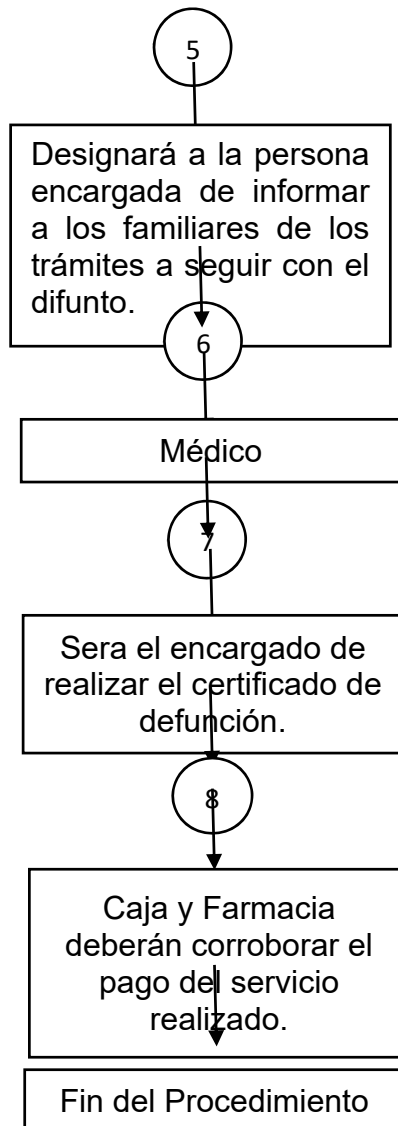 5
Designará a la persona
encargada de informar
a los familiares de los
trámites a seguir con el
difunto.
6
Médico
7
Sera el encargado de
realizar el certificado de
defunción.
8
Caja y Farmacia
deberán corroborar el
pago del servicio
realizado.
Fin del Procedimiento